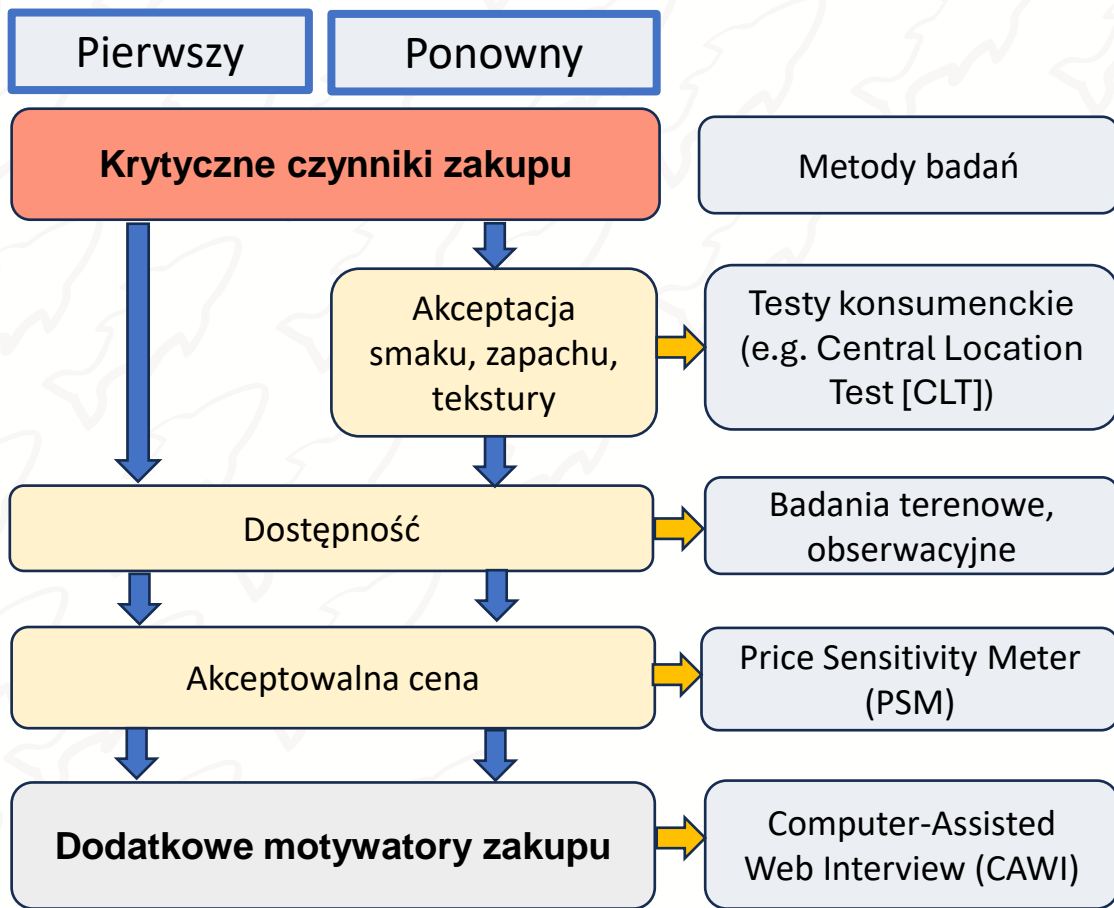 Pierwszy
Ponowny
Krytyczne czynniki zakupu
Metody badań
Akceptacja
smaku, zapachu,
tekstury
Testy konsumenckie
(e.g. Central Location
Test [CLT])
Dostępność
Badania terenowe,
obserwacyjne
Akceptowalna cena
Price Sensitivity Meter
(PSM)
Dodatkowe motywatory zakupu
Computer-Assisted
Web Interview (CAWI)